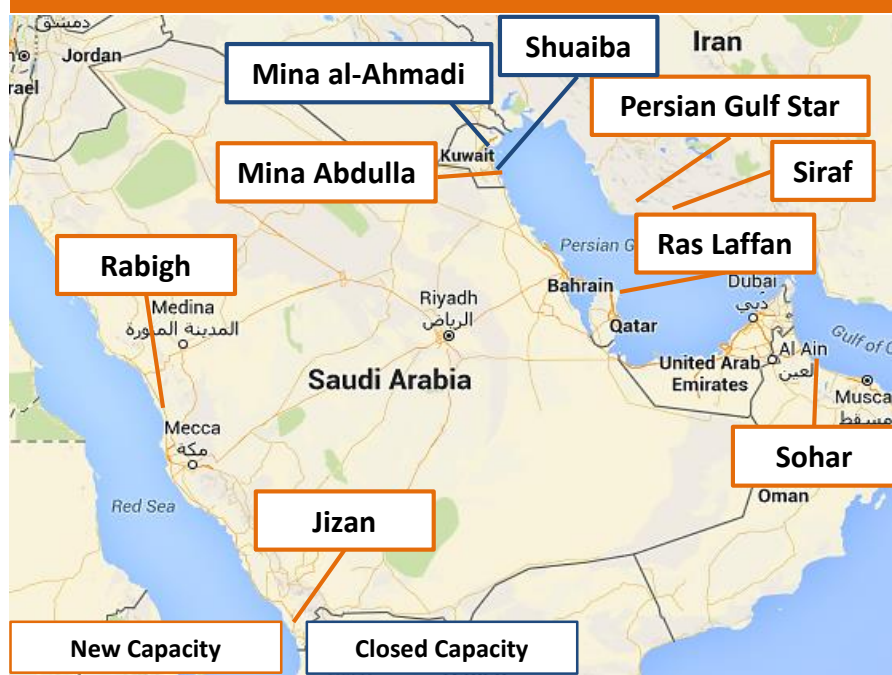 دمشق
Jordan
rael
Shuaiba
Iran
Mina al-Ahmadi
Persian Gulf Star
Kuwait
Mina Abdulla
Siraf
Persian G
Ras Laffan
Rabigh
Bahrain
Dubai
دبي
Medina
المدينة المنورة
Riyadh
الرياض
Qatar
Gulf of O
Al Ain
العين
United Arab
Emirates
Saudi Arabia
Musca
مسقط
Mecca
مكة
Sohar
Oman
Red Sea
Jizan
New Capacity
Closed Capacity